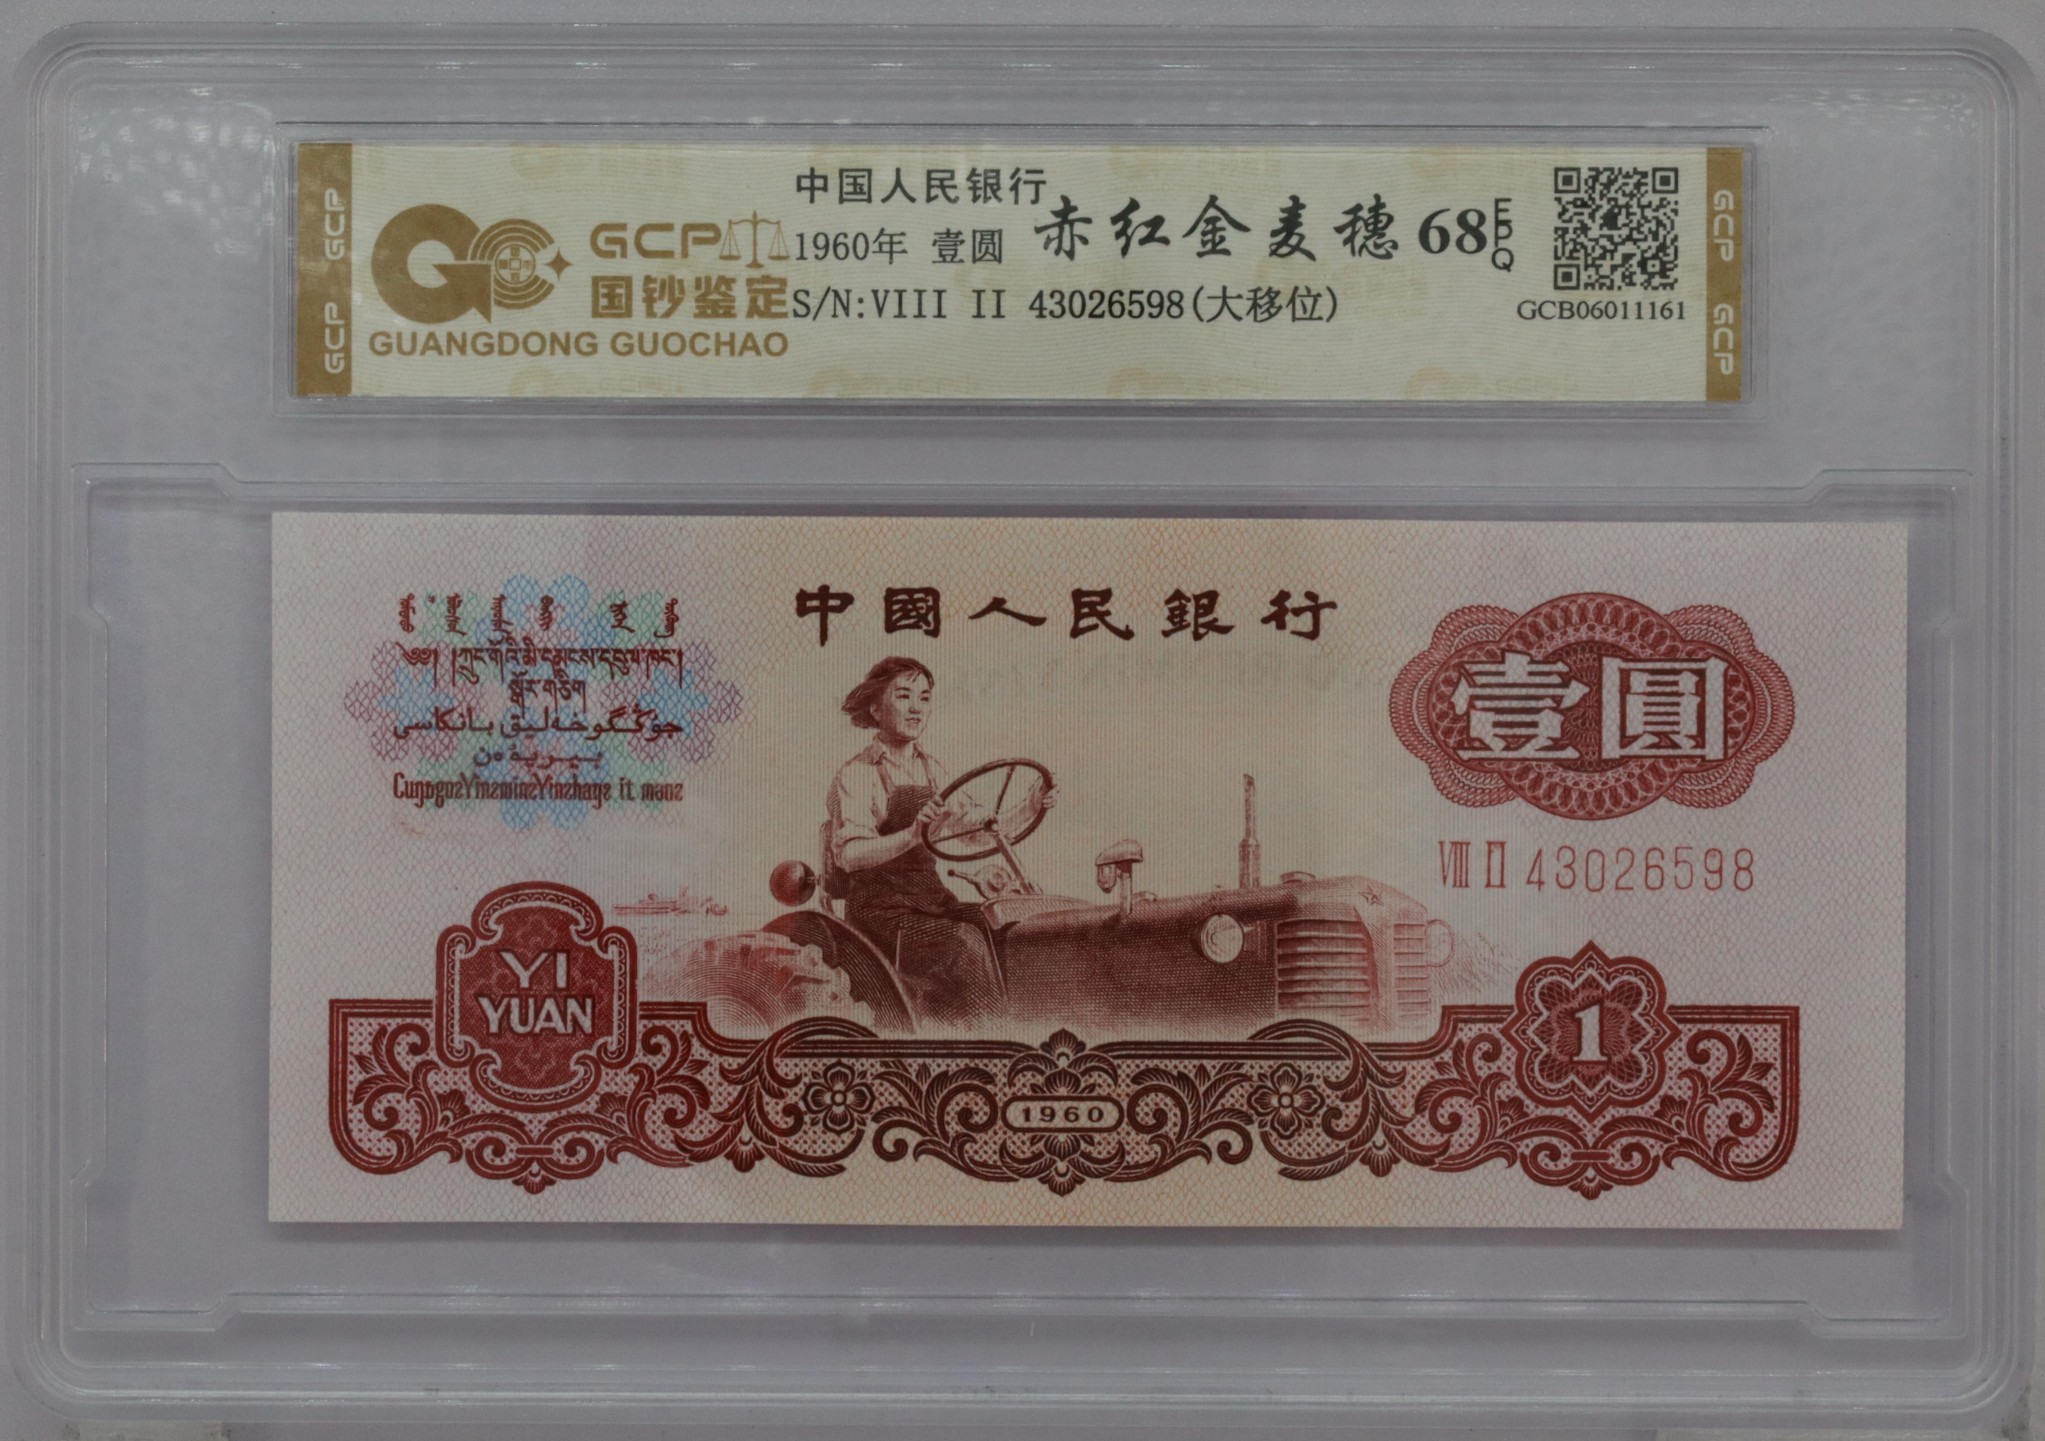 中国人民银行
1960年 壹圆
赤红金麦穗 68 EPQ
S/N:VIII II 43026598(大移位)
GCP
国钞鉴定
GUANGDONG GUOCHAO
GCB06011161
GCP GCP
GCP GCP
中國人民銀行
壹圓
VIII II 43026598
YI
YUAN
1960
1